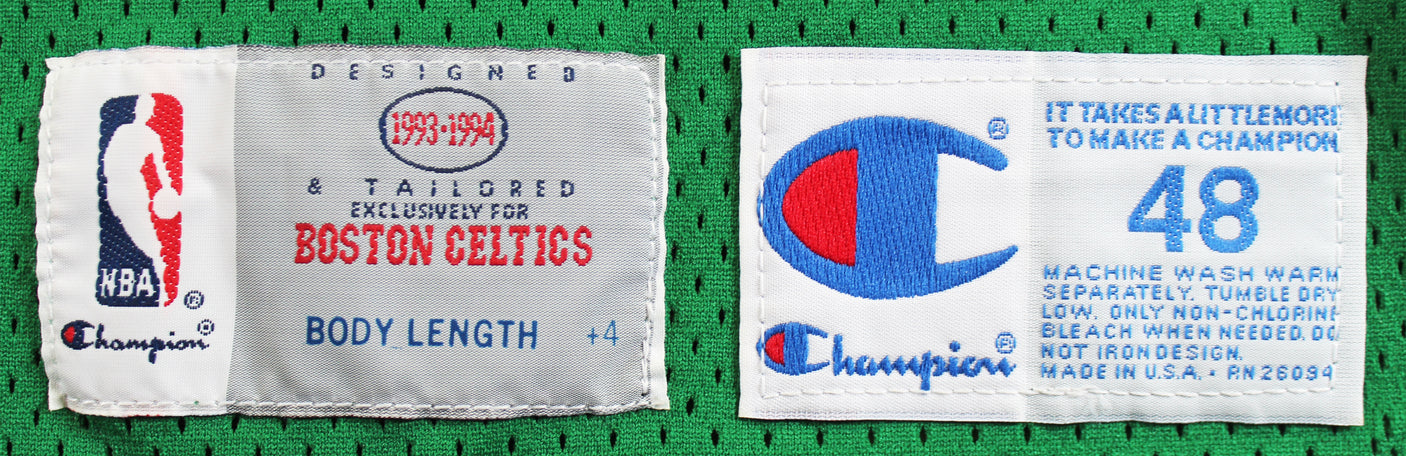 DESIGNED
1993·1994
& TAILORED
EXCLUSIVELY FOR
BOSTON CELTICS
BODY LENGTH +4
NBA ®
Champion ®
®
Champion ®
IT TAKES A LITTLE MORE
TO MAKE A CHAMPION
48
MACHINE WASH WARM
SEPARATELY. TUMBLE DRY
LOW. ONLY NON-CHLORINE
BLEACH WHEN NEEDED. DO
NOT IRON DESIGN.
MADE IN U.S.A. · RN 26094